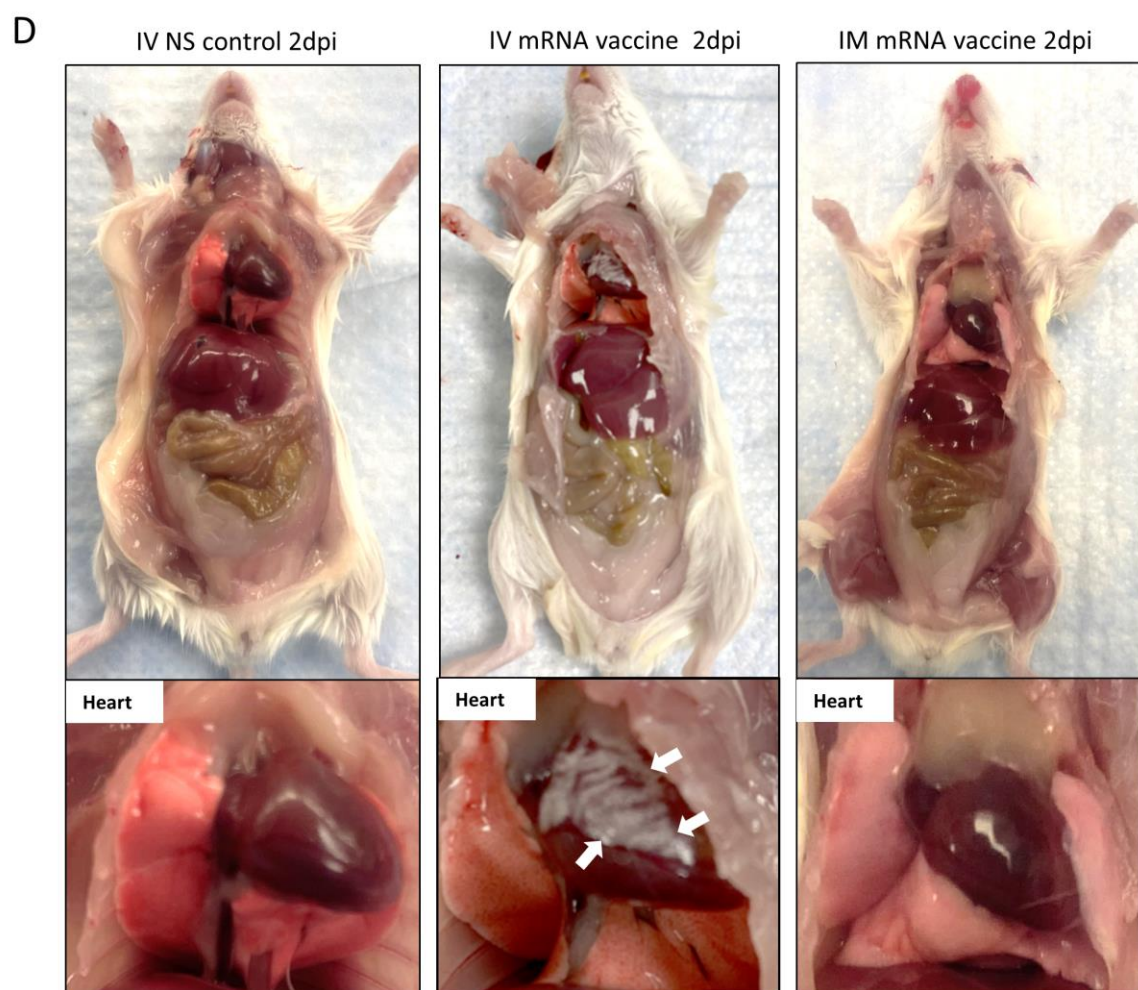 D
IV NS control 2dpi
IV mRNA vaccine 2dpi
IM mRNA vaccine 2dpi
Heart
Heart
Heart